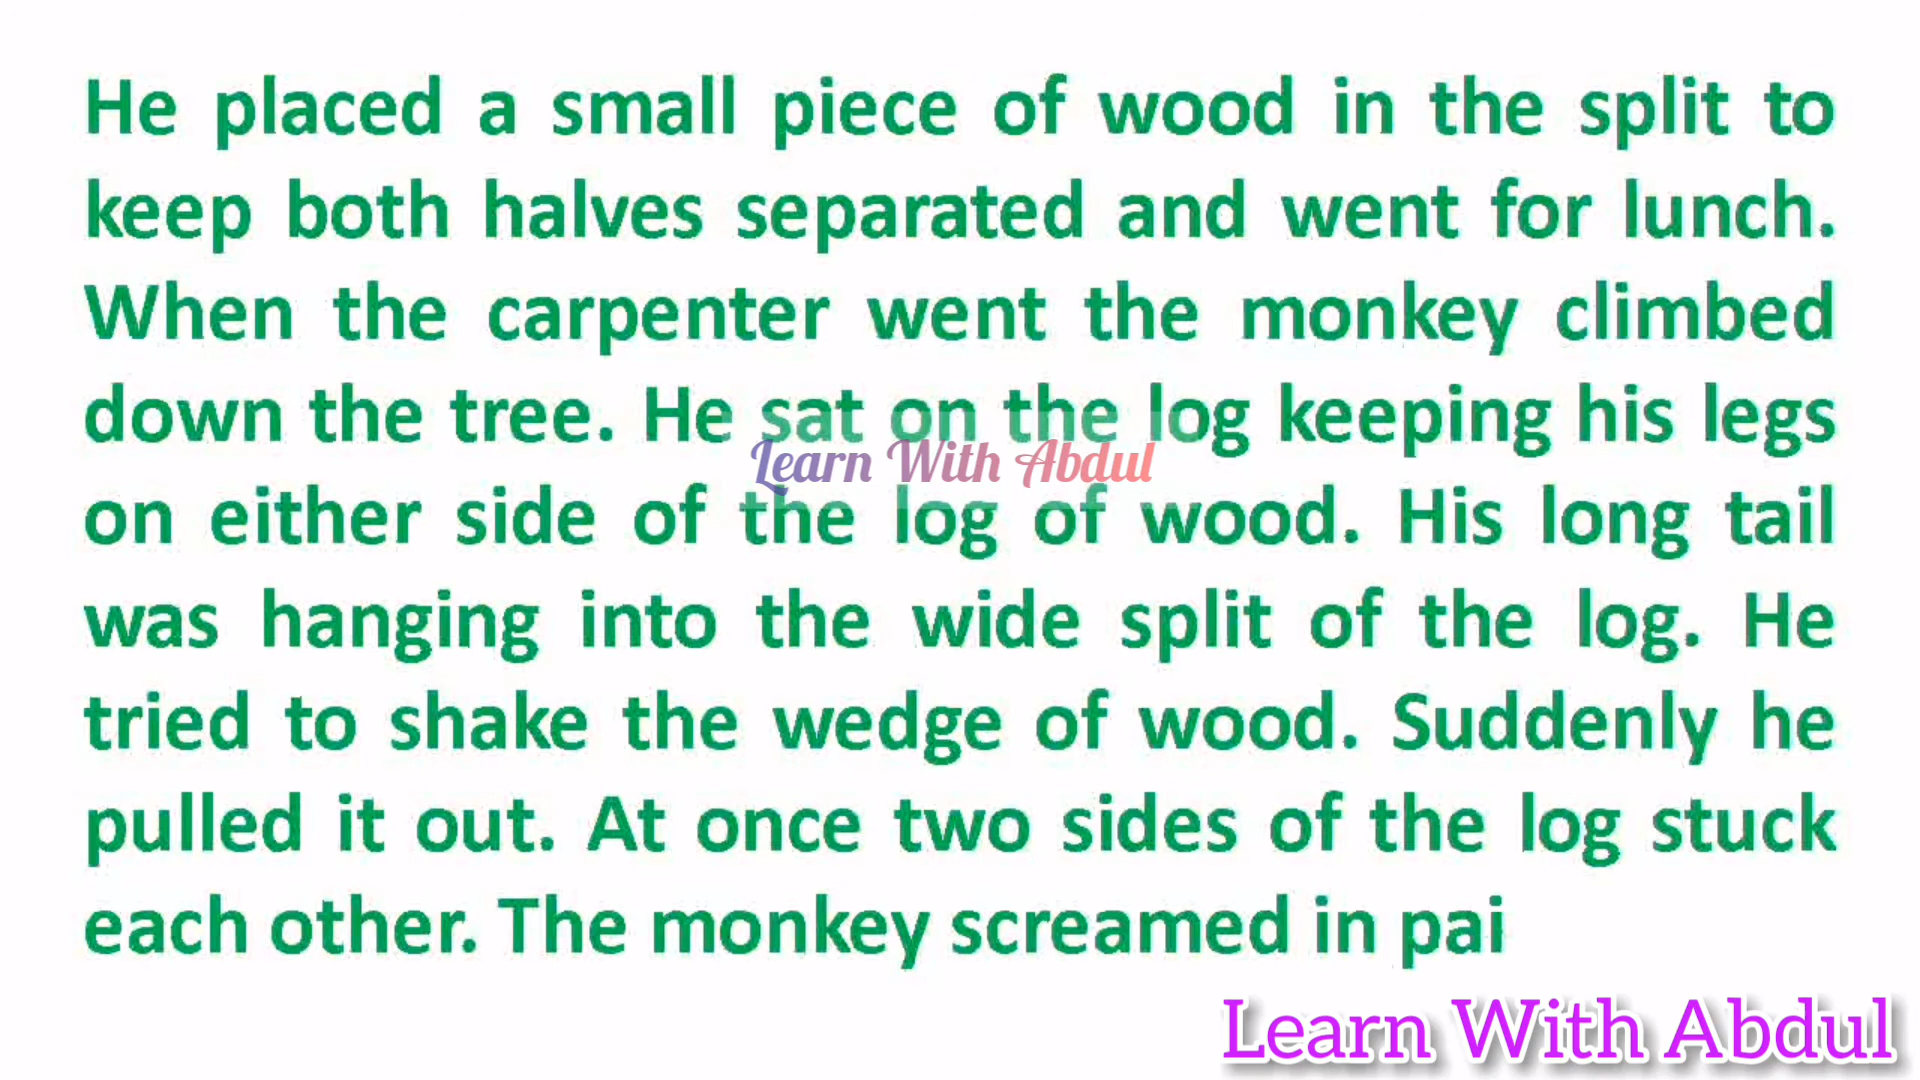 He placed a small piece of wood in the split to
keep both halves separated and went for lunch.
When the carpenter went the monkey climbed
down the tree. He sat on the log keeping his legs
Learn With Abdul
on either side of the log of wood. His long tail
was hanging into the wide split of the log. He
tried to shake the wedge of wood. Suddenly he
pulled it out. At once two sides of the log stuck
each other. The monkey screamed in pai
Learn With Abdul